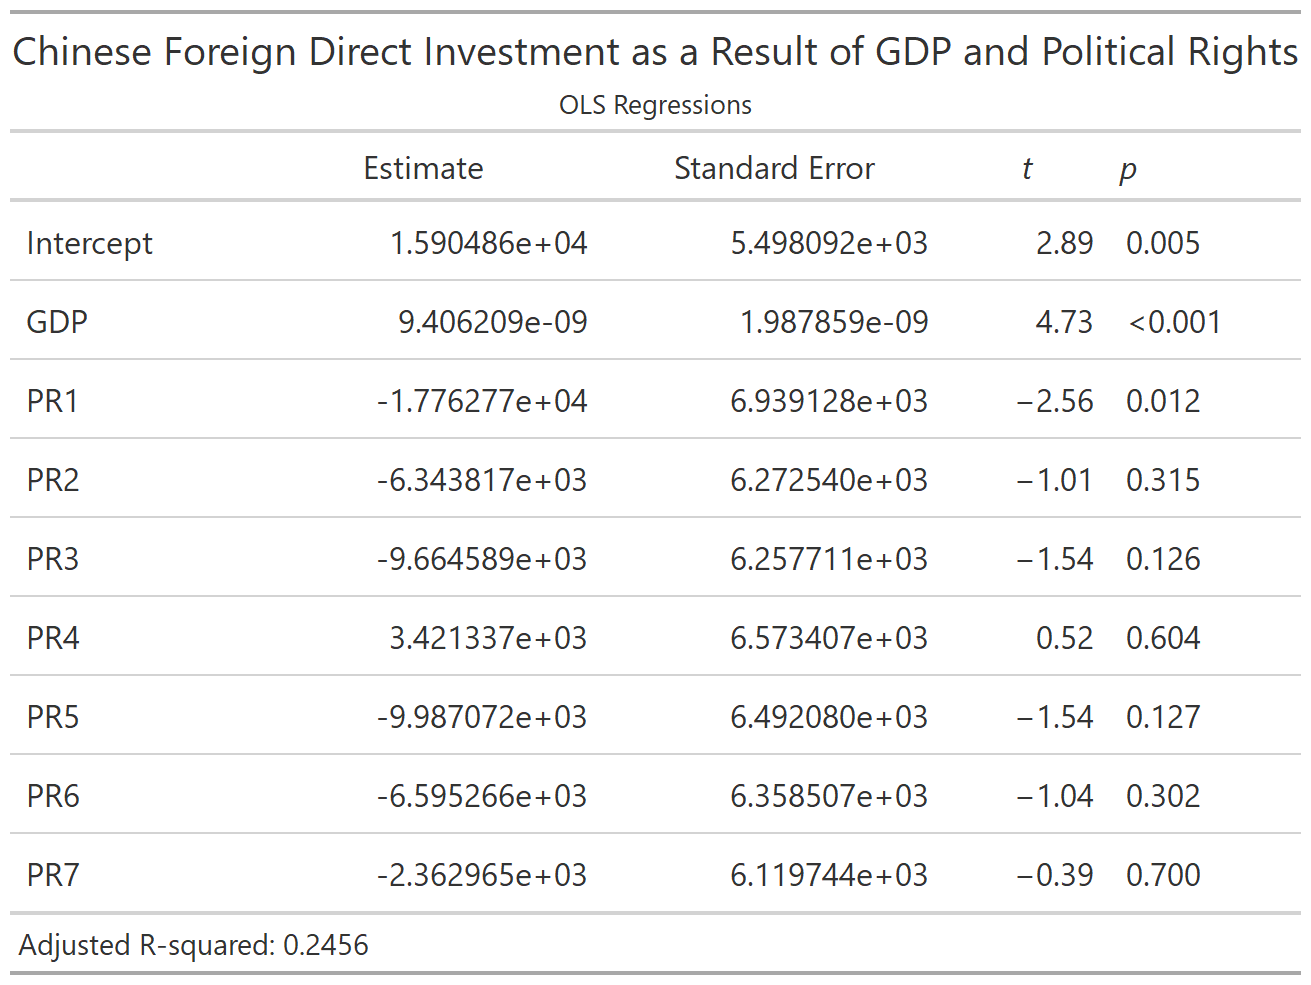 Chinese Foreign Direct Investment as a Result of GDP and Political Rights
OLS Regressions
Estimate Standard Error t p
Intercept 1.590486e+04 5.498092e+03 2.89 0.005
GDP 9.406209e-09 1.987859e-09 4.73 <0.001
PR1 -1.776277e+04 6.939128e+03 −2.56 0.012
PR2 -6.343817e+03 6.272540e+03 −1.01 0.315
PR3 -9.664589e+03 6.257711e+03 −1.54 0.126
PR4 3.421337e+03 6.573407e+03 0.52 0.604
PR5 -9.987072e+03 6.492080e+03 −1.54 0.127
PR6 -6.595266e+03 6.358507e+03 −1.04 0.302
PR7 -2.362965e+03 6.119744e+03 −0.39 0.700
Adjusted R-squared: 0.2456